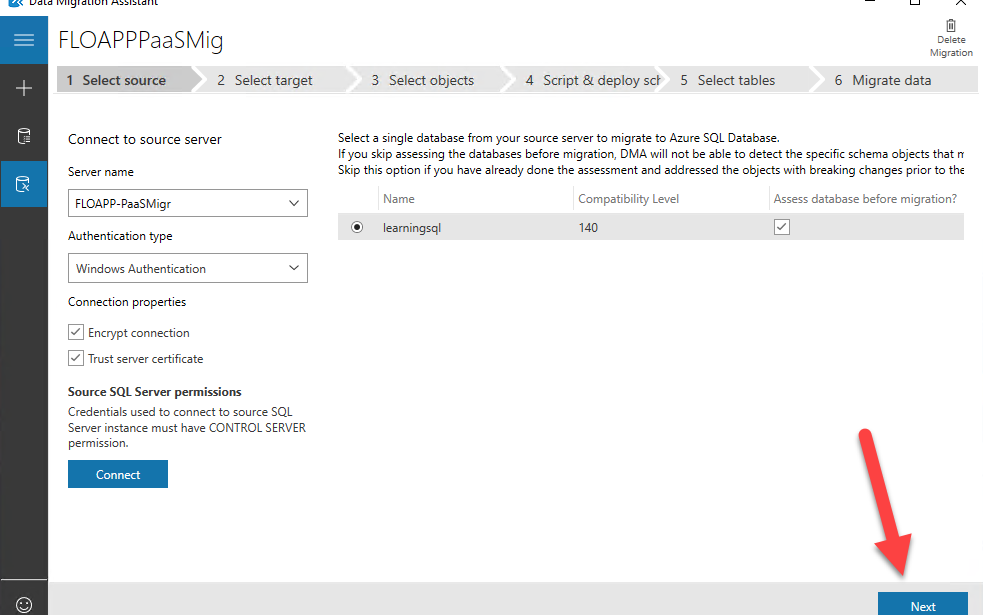 Data Migration Assistant
FLOAPPPaaSMig
Delete
Migration
1 Select source
2 Select target
3 Select objects
4 Script & deploy sch
5 Select tables
6 Migrate data
Connect to source server
Server name
FLOAPP-PaaSMigr
Authentication type
Windows Authentication
Connection properties
Encrypt connection
Trust server certificate
Source SQL Server permissions
Credentials used to connect to source SQL
Server instance must have CONTROL SERVER
permission.
Connect
Select a single database from your source server to migrate to Azure SQL Database.
If you skip assessing the databases before migration, DMA will not be able to detect the specific schema objects that m
Skip this option if you have already done the assessment and addressed the objects with breaking changes prior to the
Name Compatibility Level Assess database before migration?
learningsql 140
Next